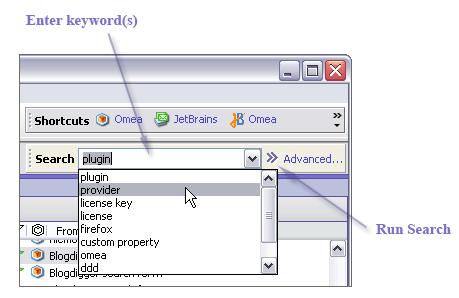 Enter keyword(s)
Shortcuts Omea JetBrains Omea
Search plugin Advanced...
plugin
provider
license key
license
firefox
custom property
omea
ddd
From
Blogdigger
Blogdigger search form
Run Search